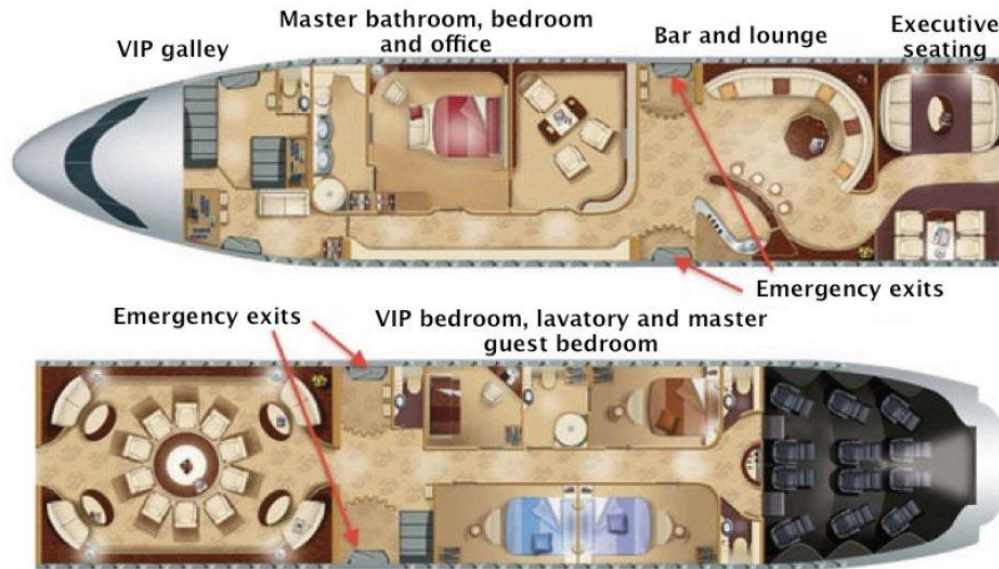 VIP galley
Master bathroom, bedroom
and office
Bar and lounge
Executive
seating
Emergency exits
Emergency exits
VIP bedroom, lavatory and master
guest bedroom